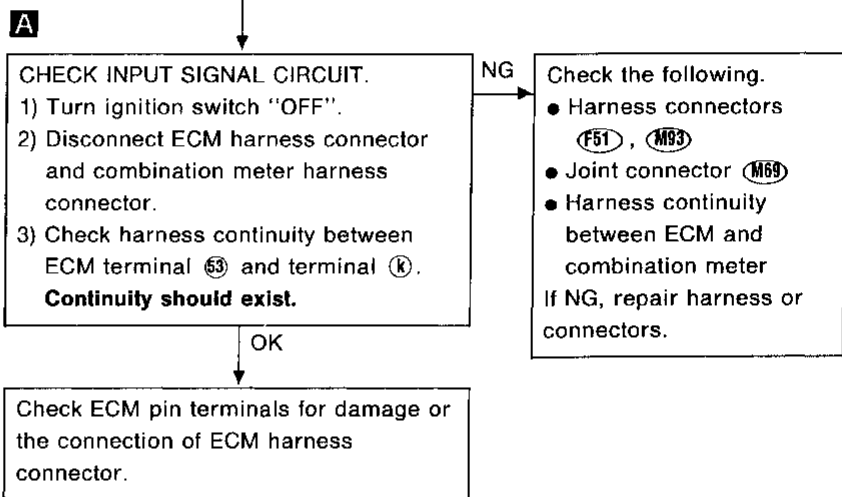 A
CHECK INPUT SIGNAL CIRCUIT.
1) Turn ignition switch "OFF".
2) Disconnect ECM harness connector
and combination meter harness
connector.
3) Check harness continuity between
ECM terminal 53 and terminal k.
Continuity should exist.
NG
Check the following.
● Harness connectors
F51, M93
● Joint connector M69
● Harness continuity
between ECM and
combination meter
If NG, repair harness or
connectors.
OK
Check ECM pin terminals for damage or
the connection of ECM harness
connector.